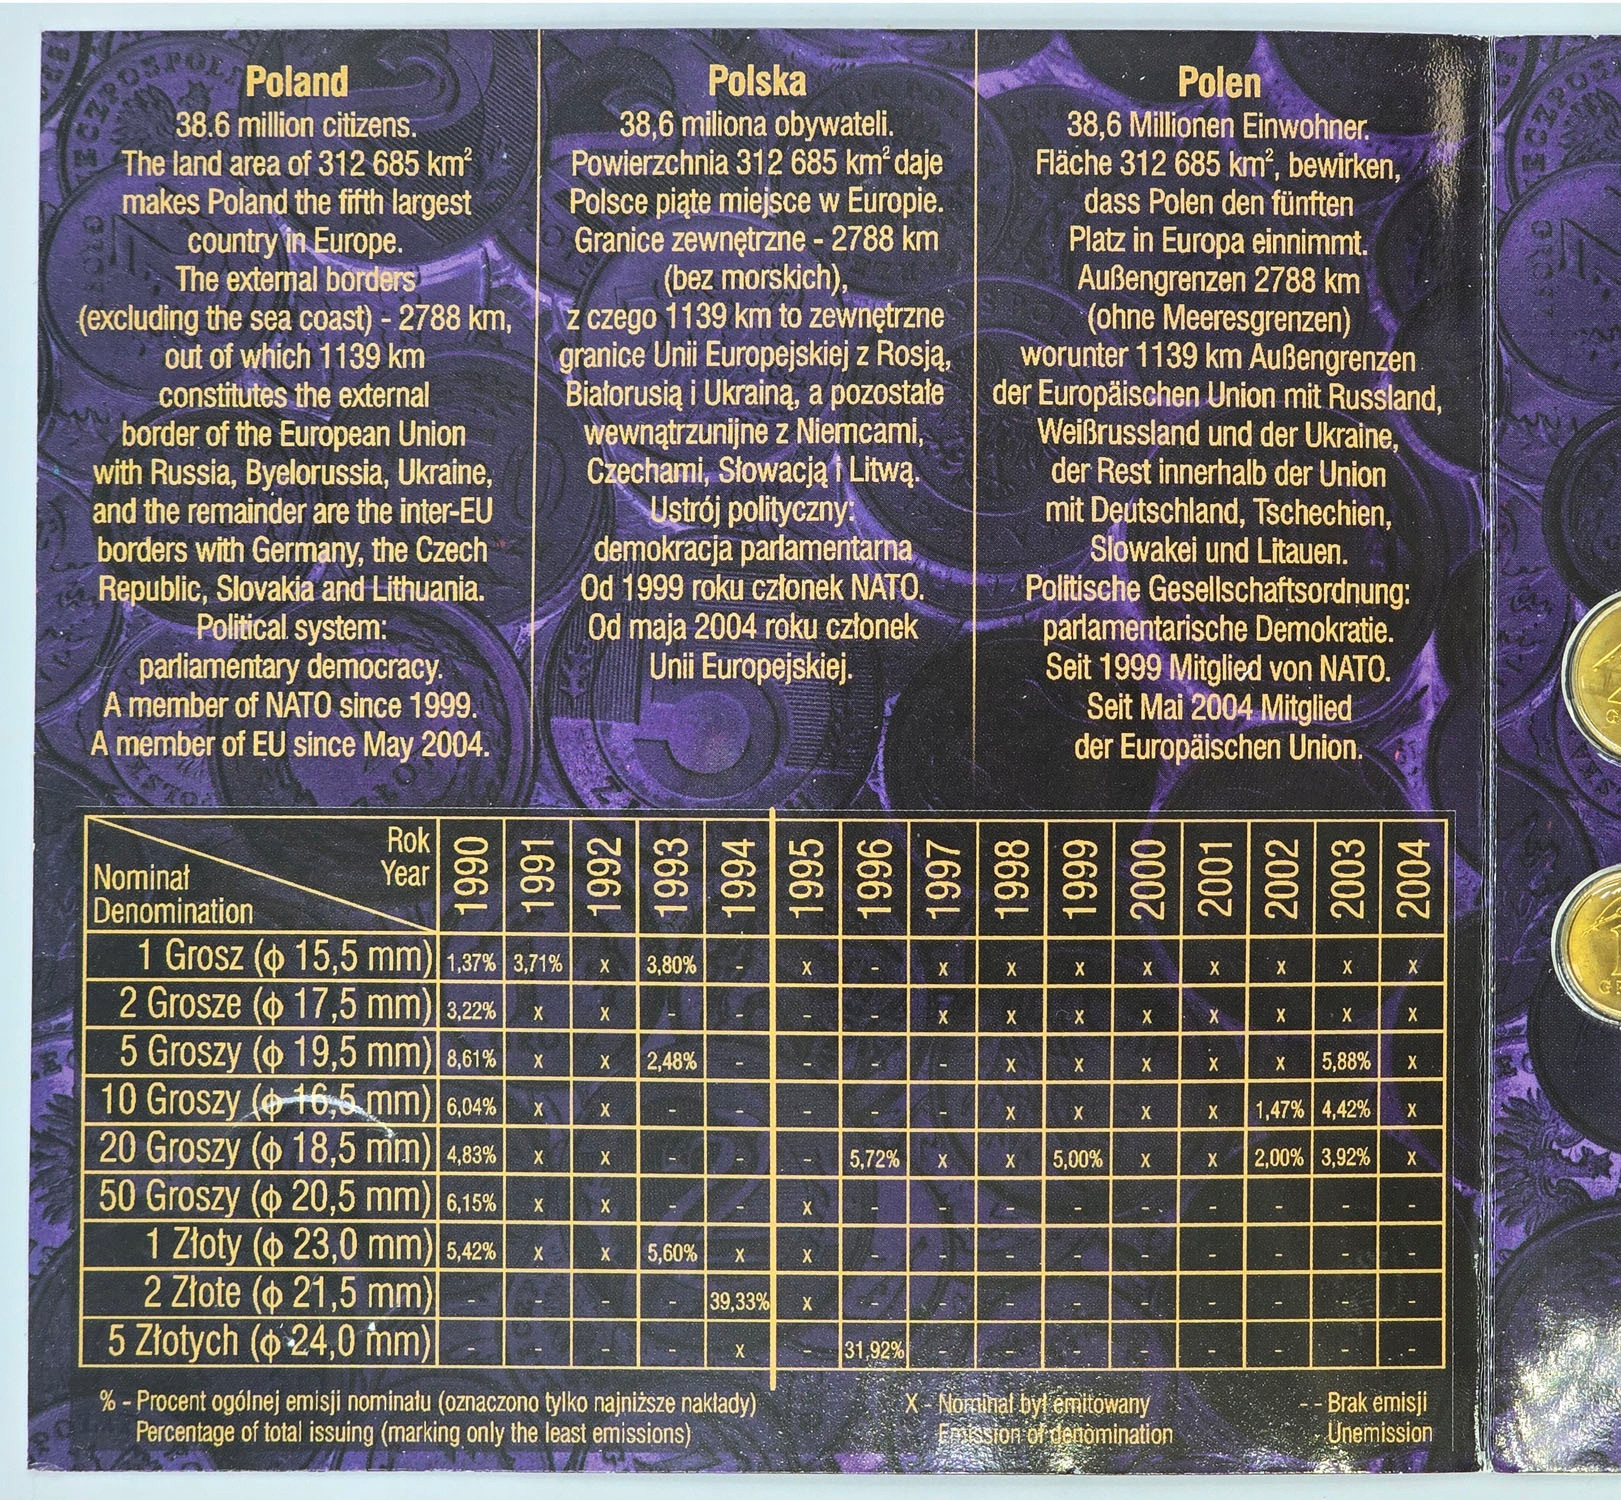 Poland
38.6 million citizens.
The land area of 312 685 km²
makes Poland the fifth largest
country in Europe.
The external borders
(excluding the sea coast) - 2788 km,
out of which 1139 km
constitutes the external
border of the European Union
with Russia, Byelorussia, Ukraine,
and the remainder are the inter-EU
borders with Germany, the Czech
Republic, Slovakia and Lithuania.
Political system:
parliamentary democracy.
A member of NATO since 1999.
A member of EU since May 2004.
Polska
38,6 miliona obywateli.
Powierzchnia 312 685 km² daje
Polsce piąte miejsce w Europie.
Granice zewnętrzne - 2788 km
(bez morskich),
z czego 1139 km to zewnętrzne
granice Unii Europejskiej z Rosją,
Białorusią i Ukrainą, a pozostałe
wewnątrzunijne z Niemcami,
Czechami, Słowacją i Litwą.
Ustrój polityczny:
demokracja parlamentarna
Od 1999 roku członek NATO.
Od maja 2004 roku członek
Unii Europejskiej.
Polen
38,6 Millionen Einwohner.
Fläche 312 685 km², bewirken,
dass Polen den fünften
Platz in Europa einnimmt.
Außengrenzen 2788 km
(ohne Meeresgrenzen)
worunter 1139 km Außengrenzen
der Europäischen Union mit Russland,
Weißrussland und der Ukraine,
der Rest innerhalb der Union
mit Deutschland, Tschechien,
Slowakei und Litauen.
Politische Gesellschaftsordnung:
parlamentarische Demokratie.
Seit 1999 Mitglied von NATO.
Seit Mai 2004 Mitglied
der Europäischen Union.
Rok
Year
Nominał
Denomination
1990 1991 1992 1993 1994 1995 1996 1997 1998 1999 2000 2001 2002 2003 2004
1 Grosz (ϕ 15,5 mm) 1,37% 3,71% x 3,80% - x - x x x x x x x x
2 Grosze (ϕ 17,5 mm) 3,22% x x - - - - x x x x x x x x
5 Groszy (ϕ 19,5 mm) 8,61% x x 2,48% - - - - x x x x x 5,88% x
10 Groszy (ϕ 16,5 mm) 6,04% x x - - - - - x x x x 1,47% 4,42% x
20 Groszy (ϕ 18,5 mm) 4,83% x x - - - 5,72% x x 5,00% x x 2,00% 3,92% x
50 Groszy (ϕ 20,5 mm) 6,15% x x - - x - - - - - - - - -
1 Złoty (ϕ 23,0 mm) 5,42% x x 5,60% x x - - - - - - - - -
2 Złote (ϕ 21,5 mm) - - - - 39,33% x - - - - - - - - -
5 Złotych (ϕ 24,0 mm) - - - - x - 31,92% - - - - - - - -
% - Procent ogólnej emisji nominału (oznaczono tylko najniższe nakłady)
Percentage of total issuing (marking only the least emissions)
X - Nominał był emitowany
Emission of denomination
- - Brak emisji
- Unemission